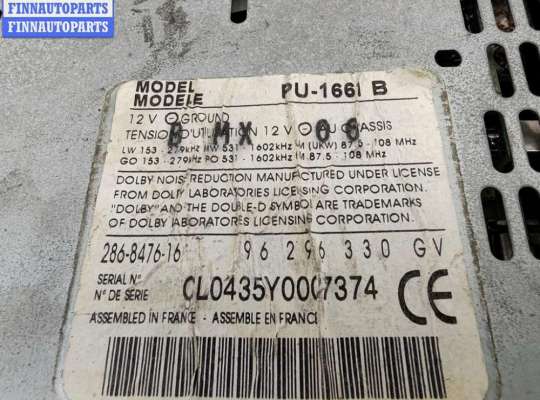 FINNAUTOPARTS
FINNAUTOPARTS
MODEL PU-1661 B
MODELE
12 V GROUND
TENSION D'UTILISATION 12 V AU CHASSIS
B MX 06
LW 153 - 279kHz MW 531 - 1602kHz FM (UKW) 87.5 - 108 MHz
GO 153 - 279kHz PO 531 - 1602kHz FM 87.5 - 108 MHz
DOLBY NOISE REDUCTION MANUFACTURED UNDER LICENSE
FROM DOLBY LABORATORIES LICENSING CORPORATION.
"DOLBY" AND THE DOUBLE-D SYMBOL ARE TRADEMARKS
OF DOLBY LABORATORIES LICENSING CORPORATION.
286-8476-16 96 296 330 GV
SERIAL N°
N° DE SERIE CL0435Y0007374 CE
ASSEMBLED IN FRANCE - ASSEMBLE EN FRANCE